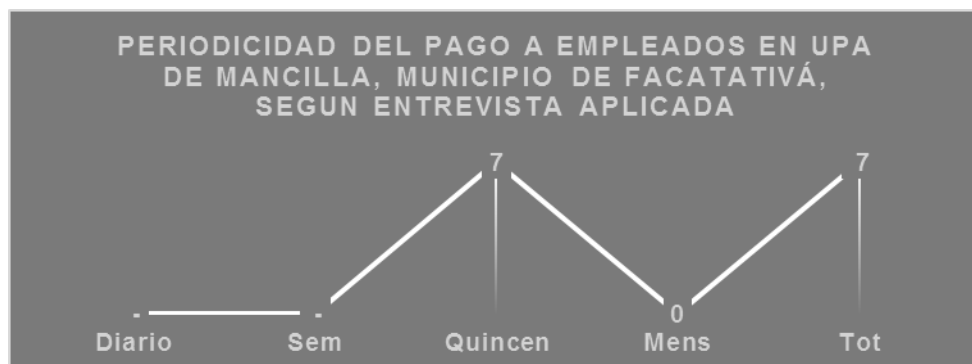 PERIODICIDAD DEL PAGO A EMPLEADOS EN UPA
DE MANCILLA, MUNICIPIO DE FACATATIVÁ,
SEGUN ENTREVISTA APLICADA
7 7
- - 0
Diario Sem Quincen Mens Tot